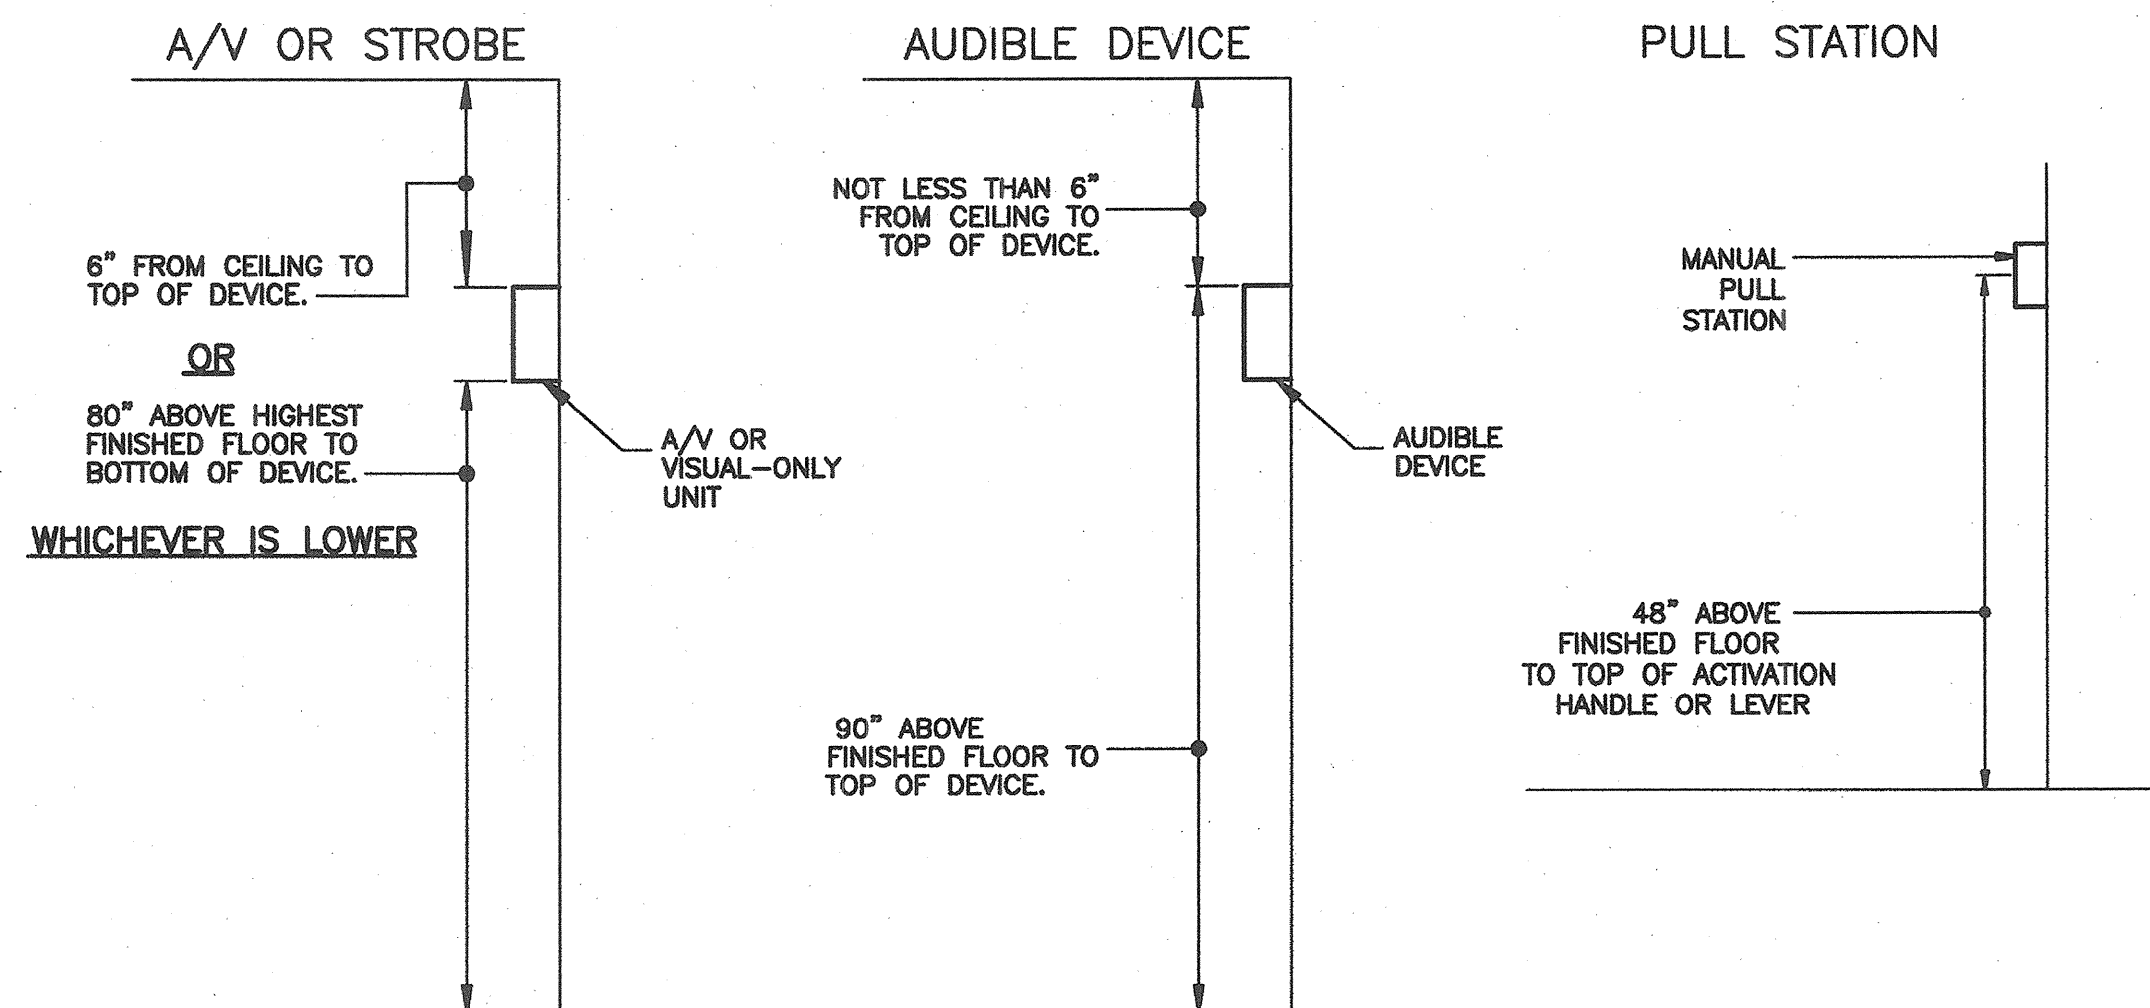 A/V OR STROBE
6" FROM CEILING TO
TOP OF DEVICE.
OR
80" ABOVE HIGHEST
FINISHED FLOOR TO
BOTTOM OF DEVICE.
WHICHEVER IS LOWER
A/V OR
VISUAL-ONLY
UNIT
AUDIBLE DEVICE
NOT LESS THAN 6"
FROM CEILING TO
TOP OF DEVICE.
AUDIBLE
DEVICE
90" ABOVE
FINISHED FLOOR TO
TOP OF DEVICE.
PULL STATION
MANUAL
PULL
STATION
48" ABOVE
FINISHED FLOOR
TO TOP OF ACTIVATION
HANDLE OR LEVER